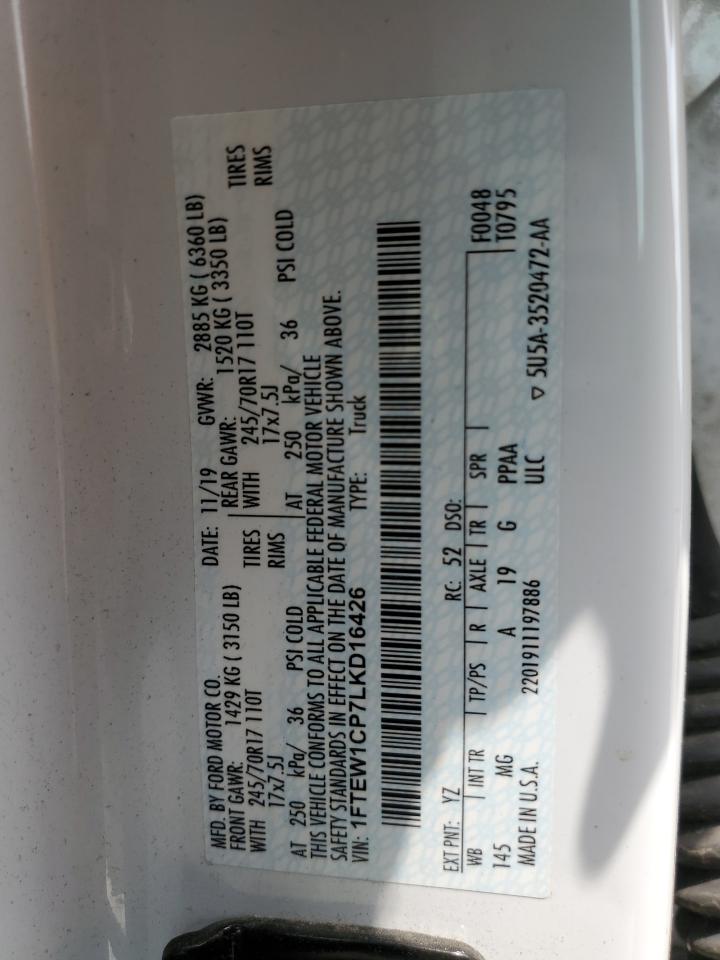 MFD. BY FORD MOTOR CO. DATE: 11/19 GVWR: 2885 KG ( 6360 LB)
FRONT GAWR: 1429 KG ( 3150 LB) REAR GAWR: 1520 KG ( 3350 LB)
WITH 245/70R17 110T TIRES WITH 245/70R17 110T TIRES
17x7.5J RIMS 17x7.5J RIMS
AT 250 kPa/ 36 PSI COLD AT 250 kPa/ 36 PSI COLD
THIS VEHICLE CONFORMS TO ALL APPLICABLE FEDERAL MOTOR VEHICLE
SAFETY STANDARDS IN EFFECT ON THE DATE OF MANUFACTURE SHOWN ABOVE.
VIN: 1FTEW1CP7LKD16426 TYPE: Truck
EXT PNT: YZ RC: 52 DSO: F0048
WB INT TR TP/PS R AXLE TR SPR T0795
145 MG A 19 G PPAA
MADE IN U.S.A. 2201911197886 ULC ▽ 5U5A-3520472-AA